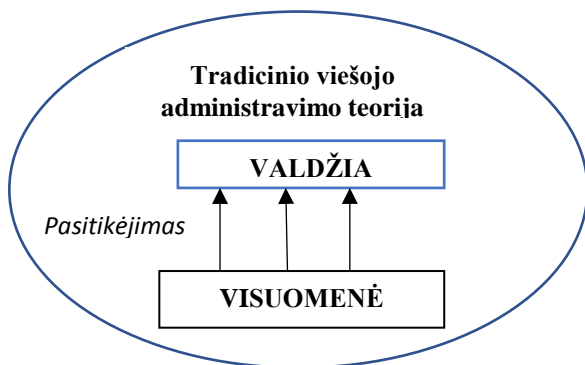 Tradicinio viešojo
administravimo teorija
VALDŽIA
Pasitikėjimas
VISUOMENĖ